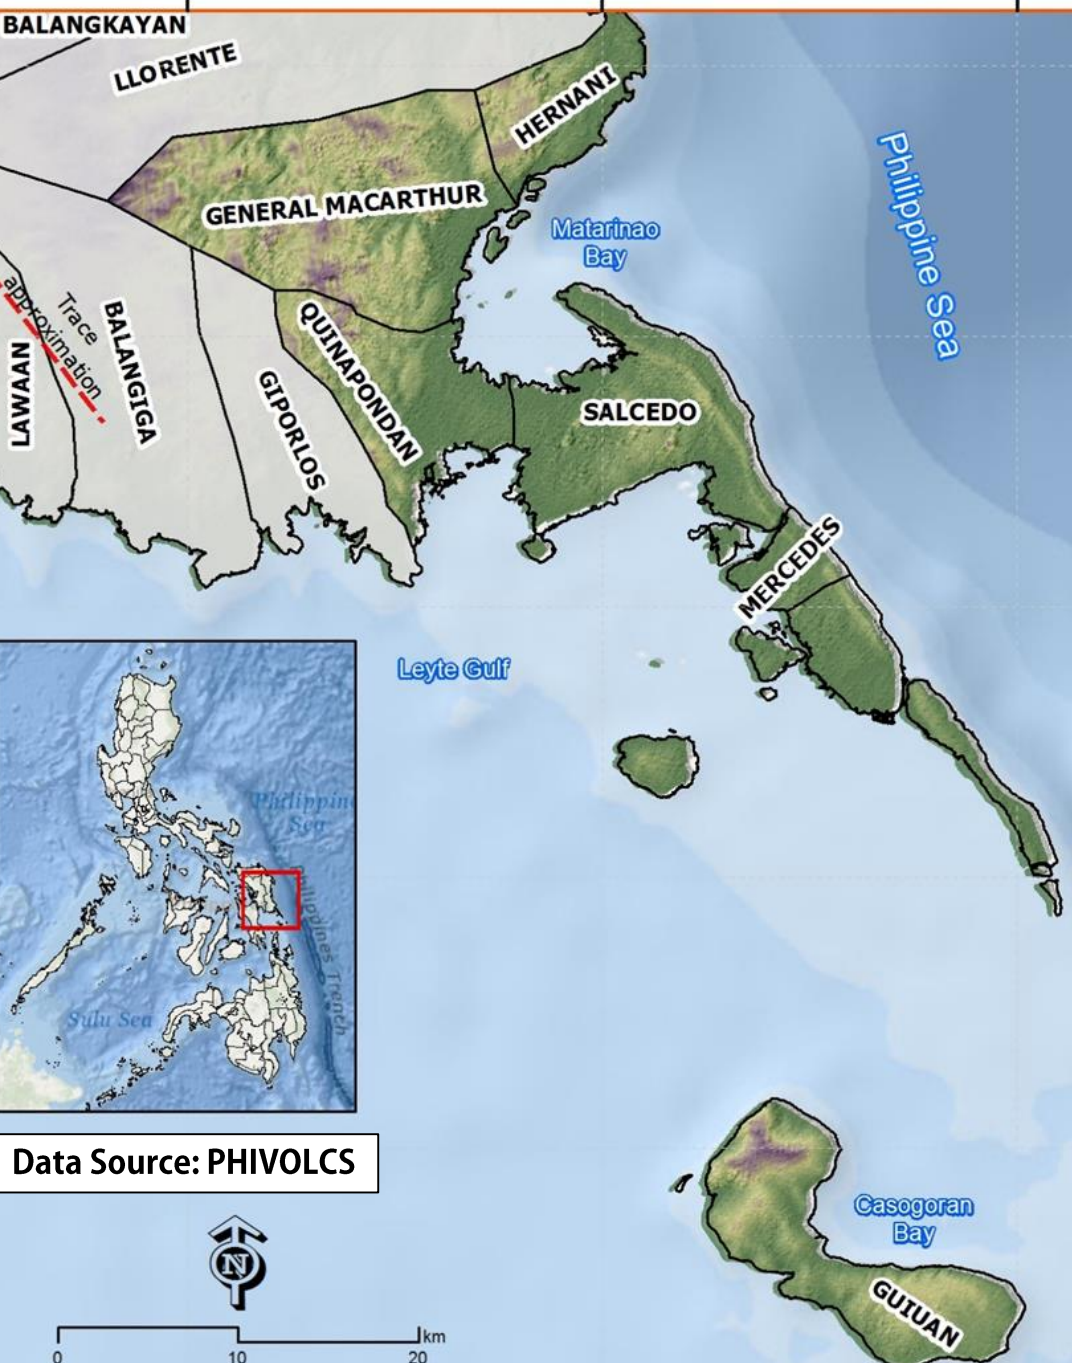 BALANGKAYAN
LLORENTE
HERNANI
GENERAL MACARTHUR
Matarinao
Bay
Philippine Sea
Trace
approximation
LAWAAN
BALANGIGA
GIPORLOS
QUINAPONDAN
SALCEDO
MERCEDES
Leyte Gulf
Philippine
Sea
Philippines Trench
Sulu Sea
Data Source: PHIVOLCS
N
Casogoran
Bay
GUIUAN
km
0 10 20